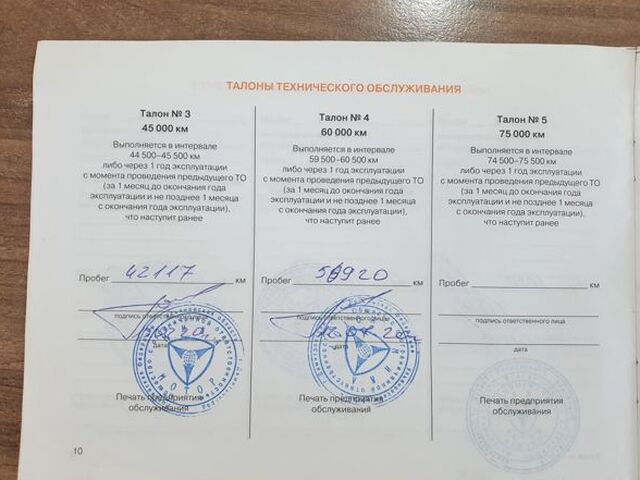 ТАЛОНЫ ТЕХНИЧЕСКОГО ОБСЛУЖИВАНИЯ
Талон № 3
45 000 км
Выполняется в интервале
44 500–45 500 км
либо через 1 год эксплуатации
с момента проведения предыдущего ТО
(за 1 месяц до окончания года
эксплуатации и не позднее 1 месяца
с окончания года эксплуатации),
что наступит ранее
Пробег 42117 км
подпись ответственного
дата
МОТОР
Печать предприятия
обслуживания
Талон № 4
60 000 км
Выполняется в интервале
59 500–60 500 км
либо через 1 год эксплуатации
с момента проведения предыдущего ТО
(за 1 месяц до окончания года
эксплуатации и не позднее 1 месяца
с окончания года эксплуатации),
что наступит ранее
Пробег км
подпись ответственного лица
дата
Печать предприятия
обслуживания
Талон № 5
75 000 км
Выполняется в интервале
74 500–75 500 км
либо через 1 год эксплуатации
с момента проведения предыдущего ТО
(за 1 месяц до окончания года
эксплуатации и не позднее 1 месяца
с окончания года эксплуатации),
что наступит ранее
Пробег км
подпись ответственного лица
дата
Печать предприятия
обслуживания
10